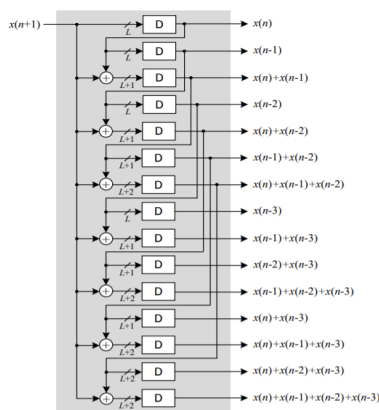 x(n+1) L D x(n)
L D x(n-1)
L+1 D x(n)+x(n-1)
L D x(n-2)
L+1 D x(n)+x(n-2)
L+1 D x(n-1)+x(n-2)
L+2 D x(n)+x(n-1)+x(n-2)
L D x(n-3)
L+1 D x(n-1)+x(n-3)
L+1 D x(n-2)+x(n-3)
L+2 D x(n-1)+x(n-2)+x(n-3)
L+1 D x(n)+x(n-3)
L+2 D x(n)+x(n-1)+x(n-3)
L+2 D x(n)+x(n-2)+x(n-3)
L+2 D x(n)+x(n-1)+x(n-2)+x(n-3)